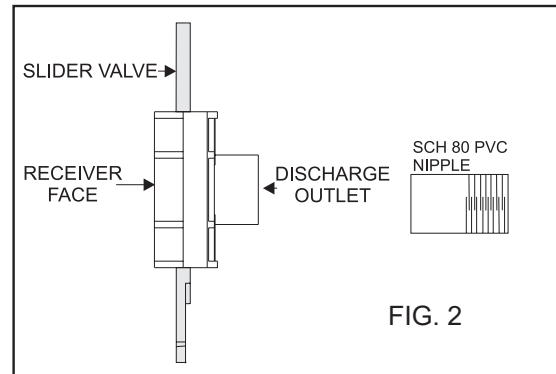 SLIDER VALVE
RECEIVER
FACE
DISCHARGE
OUTLET
SCH 80 PVC
NIPPLE
FIG. 2